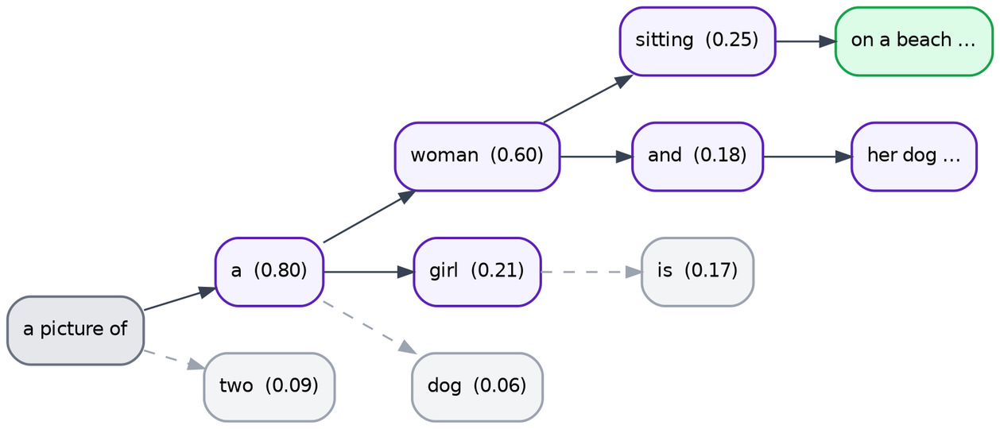 sitting  (0.25)
on a beach ...
woman  (0.60)
and  (0.18)
her dog ...
a  (0.80)
girl  (0.21)
is  (0.17)
a picture of
two  (0.09)
dog  (0.06)